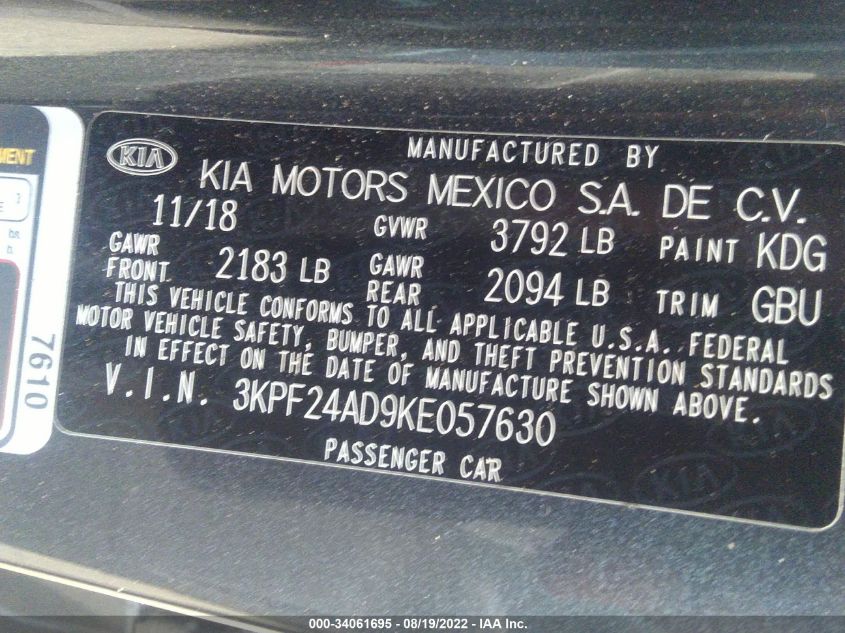 MENT
7610
KIA
MANUFACTURED BY
KIA MOTORS MEXICO S.A. DE C.V.
11/18 GVWR 3792 LB PAINT KDG
GAWR FRONT 2183 LB GAWR REAR 2094 LB TRIM GBU
THIS VEHICLE CONFORMS TO ALL APPLICABLE U.S.A. FEDERAL
MOTOR VEHICLE SAFETY, BUMPER, AND THEFT PREVENTION STANDARDS
IN EFFECT ON THE DATE OF MANUFACTURE SHOWN ABOVE.
V.I.N. 3KPF24AD9KE057630
PASSENGER CAR
000-34061695 - 08/19/2022 - IAA Inc.